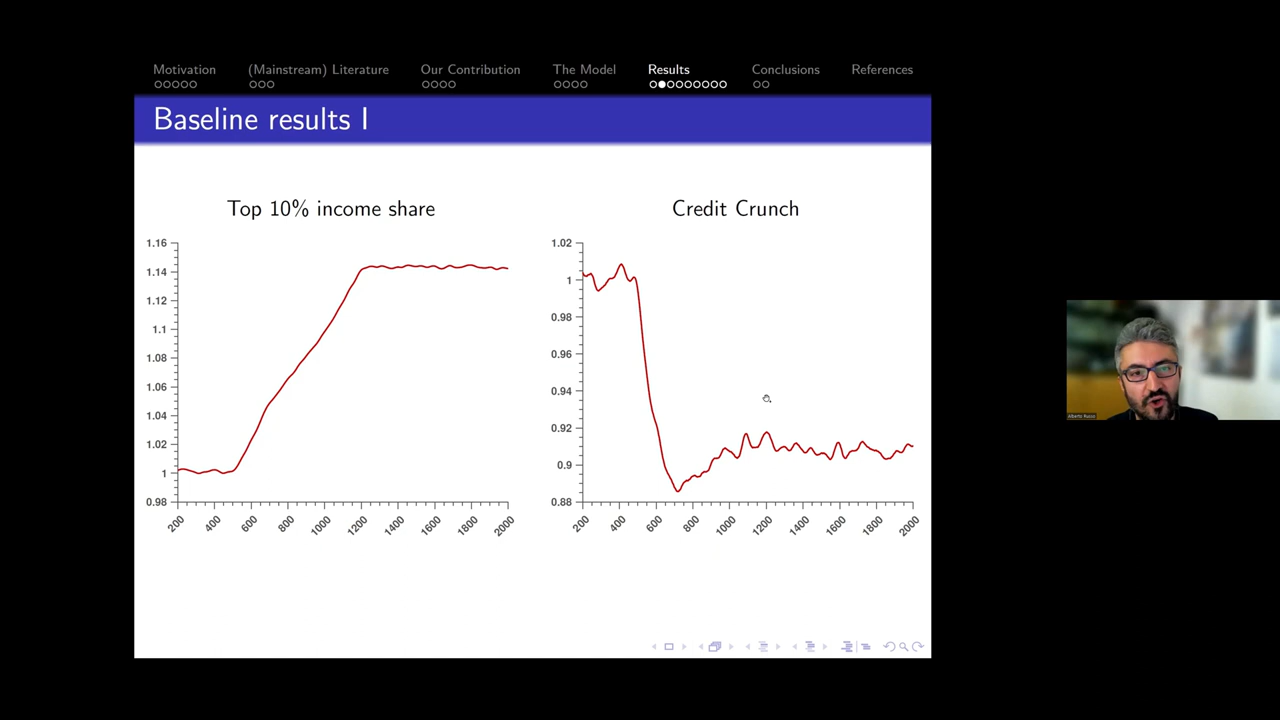 Motivation (Mainstream) Literature Our Contribution The Model Results Conclusions References
Baseline results I
Top 10% income share
1.16
1.14
1.12
1.1
1.08
1.06
1.04
1.02
1
0.98
200 400 600 800 1000 1200 1400 1600 1800 2000
Credit Crunch
1.02
1
0.98
0.96
0.94
0.92
0.9
0.88
200 400 600 800 1000 1200 1400 1600 1800 2000
Alberto Russo